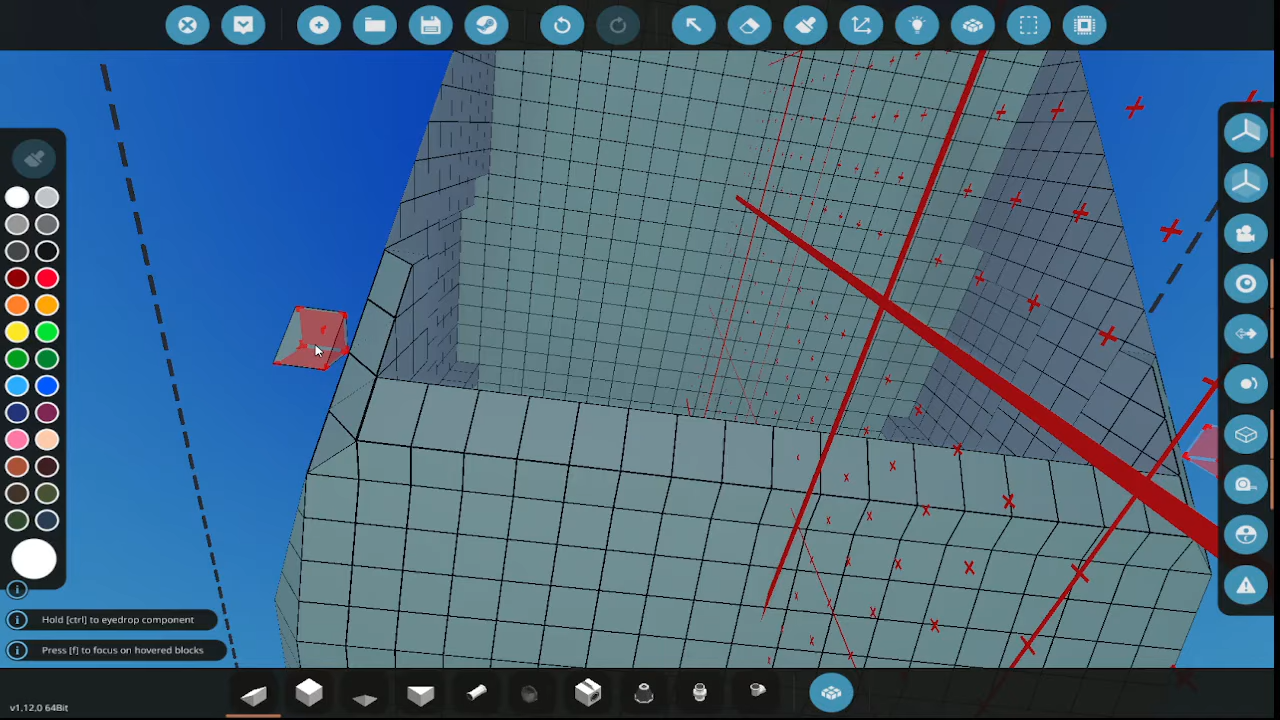 Hold [ctrl] to eyedrop component
Press [f] to focus on hovered blocks
v1.12.0 64Bit